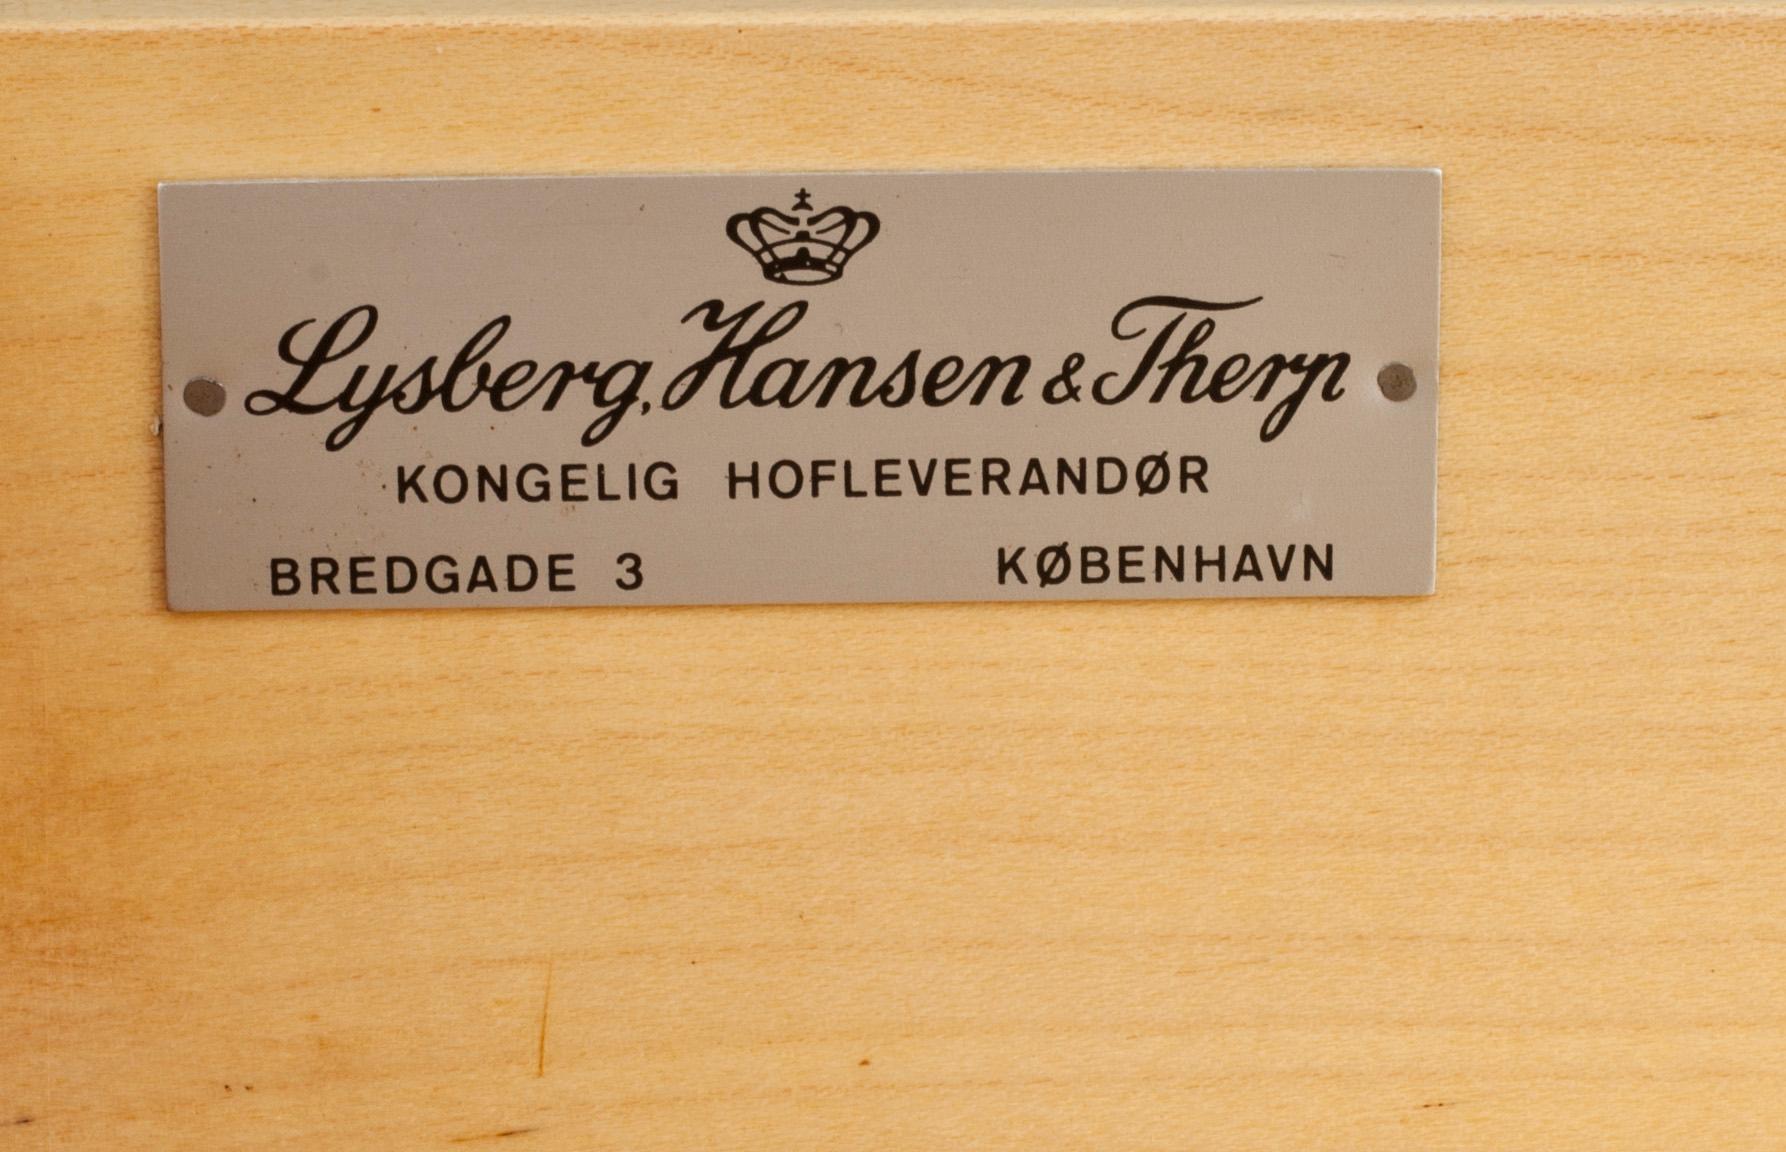 Lysberg, Hansen & Therp
KONGELIG HOFLEVERANDØR
BREDGADE 3 KØBENHAVN